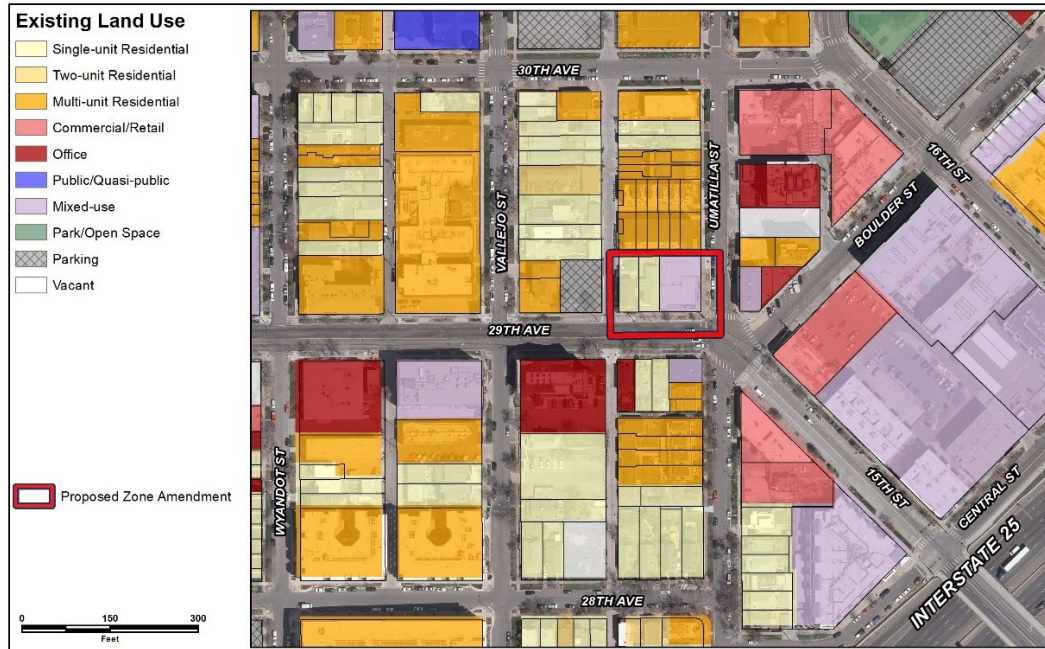 Existing Land Use
Single-unit Residential
Two-unit Residential
Multi-unit Residential
Commercial/Retail
Office
Public/Quasi-public
Mixed-use
Park/Open Space
Parking
Vacant
Proposed Zone Amendment
0 150 300
Feet
30TH AVE
16TH ST
UMATILLA ST
BOULDER ST
VALLEJO ST
29TH AVE
WYANDOT ST
15TH ST
CENTRAL ST
INTERSTATE 25
28TH AVE